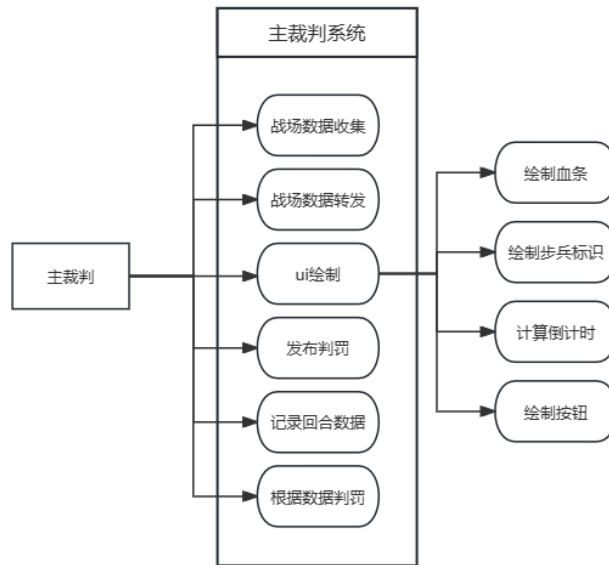 主裁判系统
战场数据收集
战场数据转发
主裁判
ui绘制
发布判罚
记录回合数据
根据数据判罚
绘制血条
绘制步兵标识
计算倒计时
绘制按钮